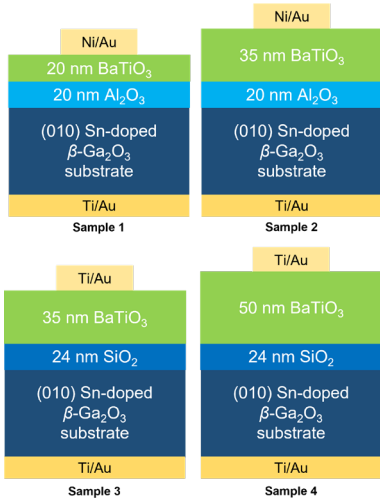 Ni/Au
20 nm BaTiO₃
20 nm Al₂O₃
(010) Sn-doped
β-Ga₂O₃
substrate
Ti/Au
Sample 1
Ni/Au
35 nm BaTiO₃
20 nm Al₂O₃
(010) Sn-doped
β-Ga₂O₃
substrate
Ti/Au
Sample 2
Ti/Au
35 nm BaTiO₃
24 nm SiO₂
(010) Sn-doped
β-Ga₂O₃
substrate
Ti/Au
Sample 3
Ti/Au
50 nm BaTiO₃
24 nm SiO₂
(010) Sn-doped
β-Ga₂O₃
substrate
Ti/Au
Sample 4